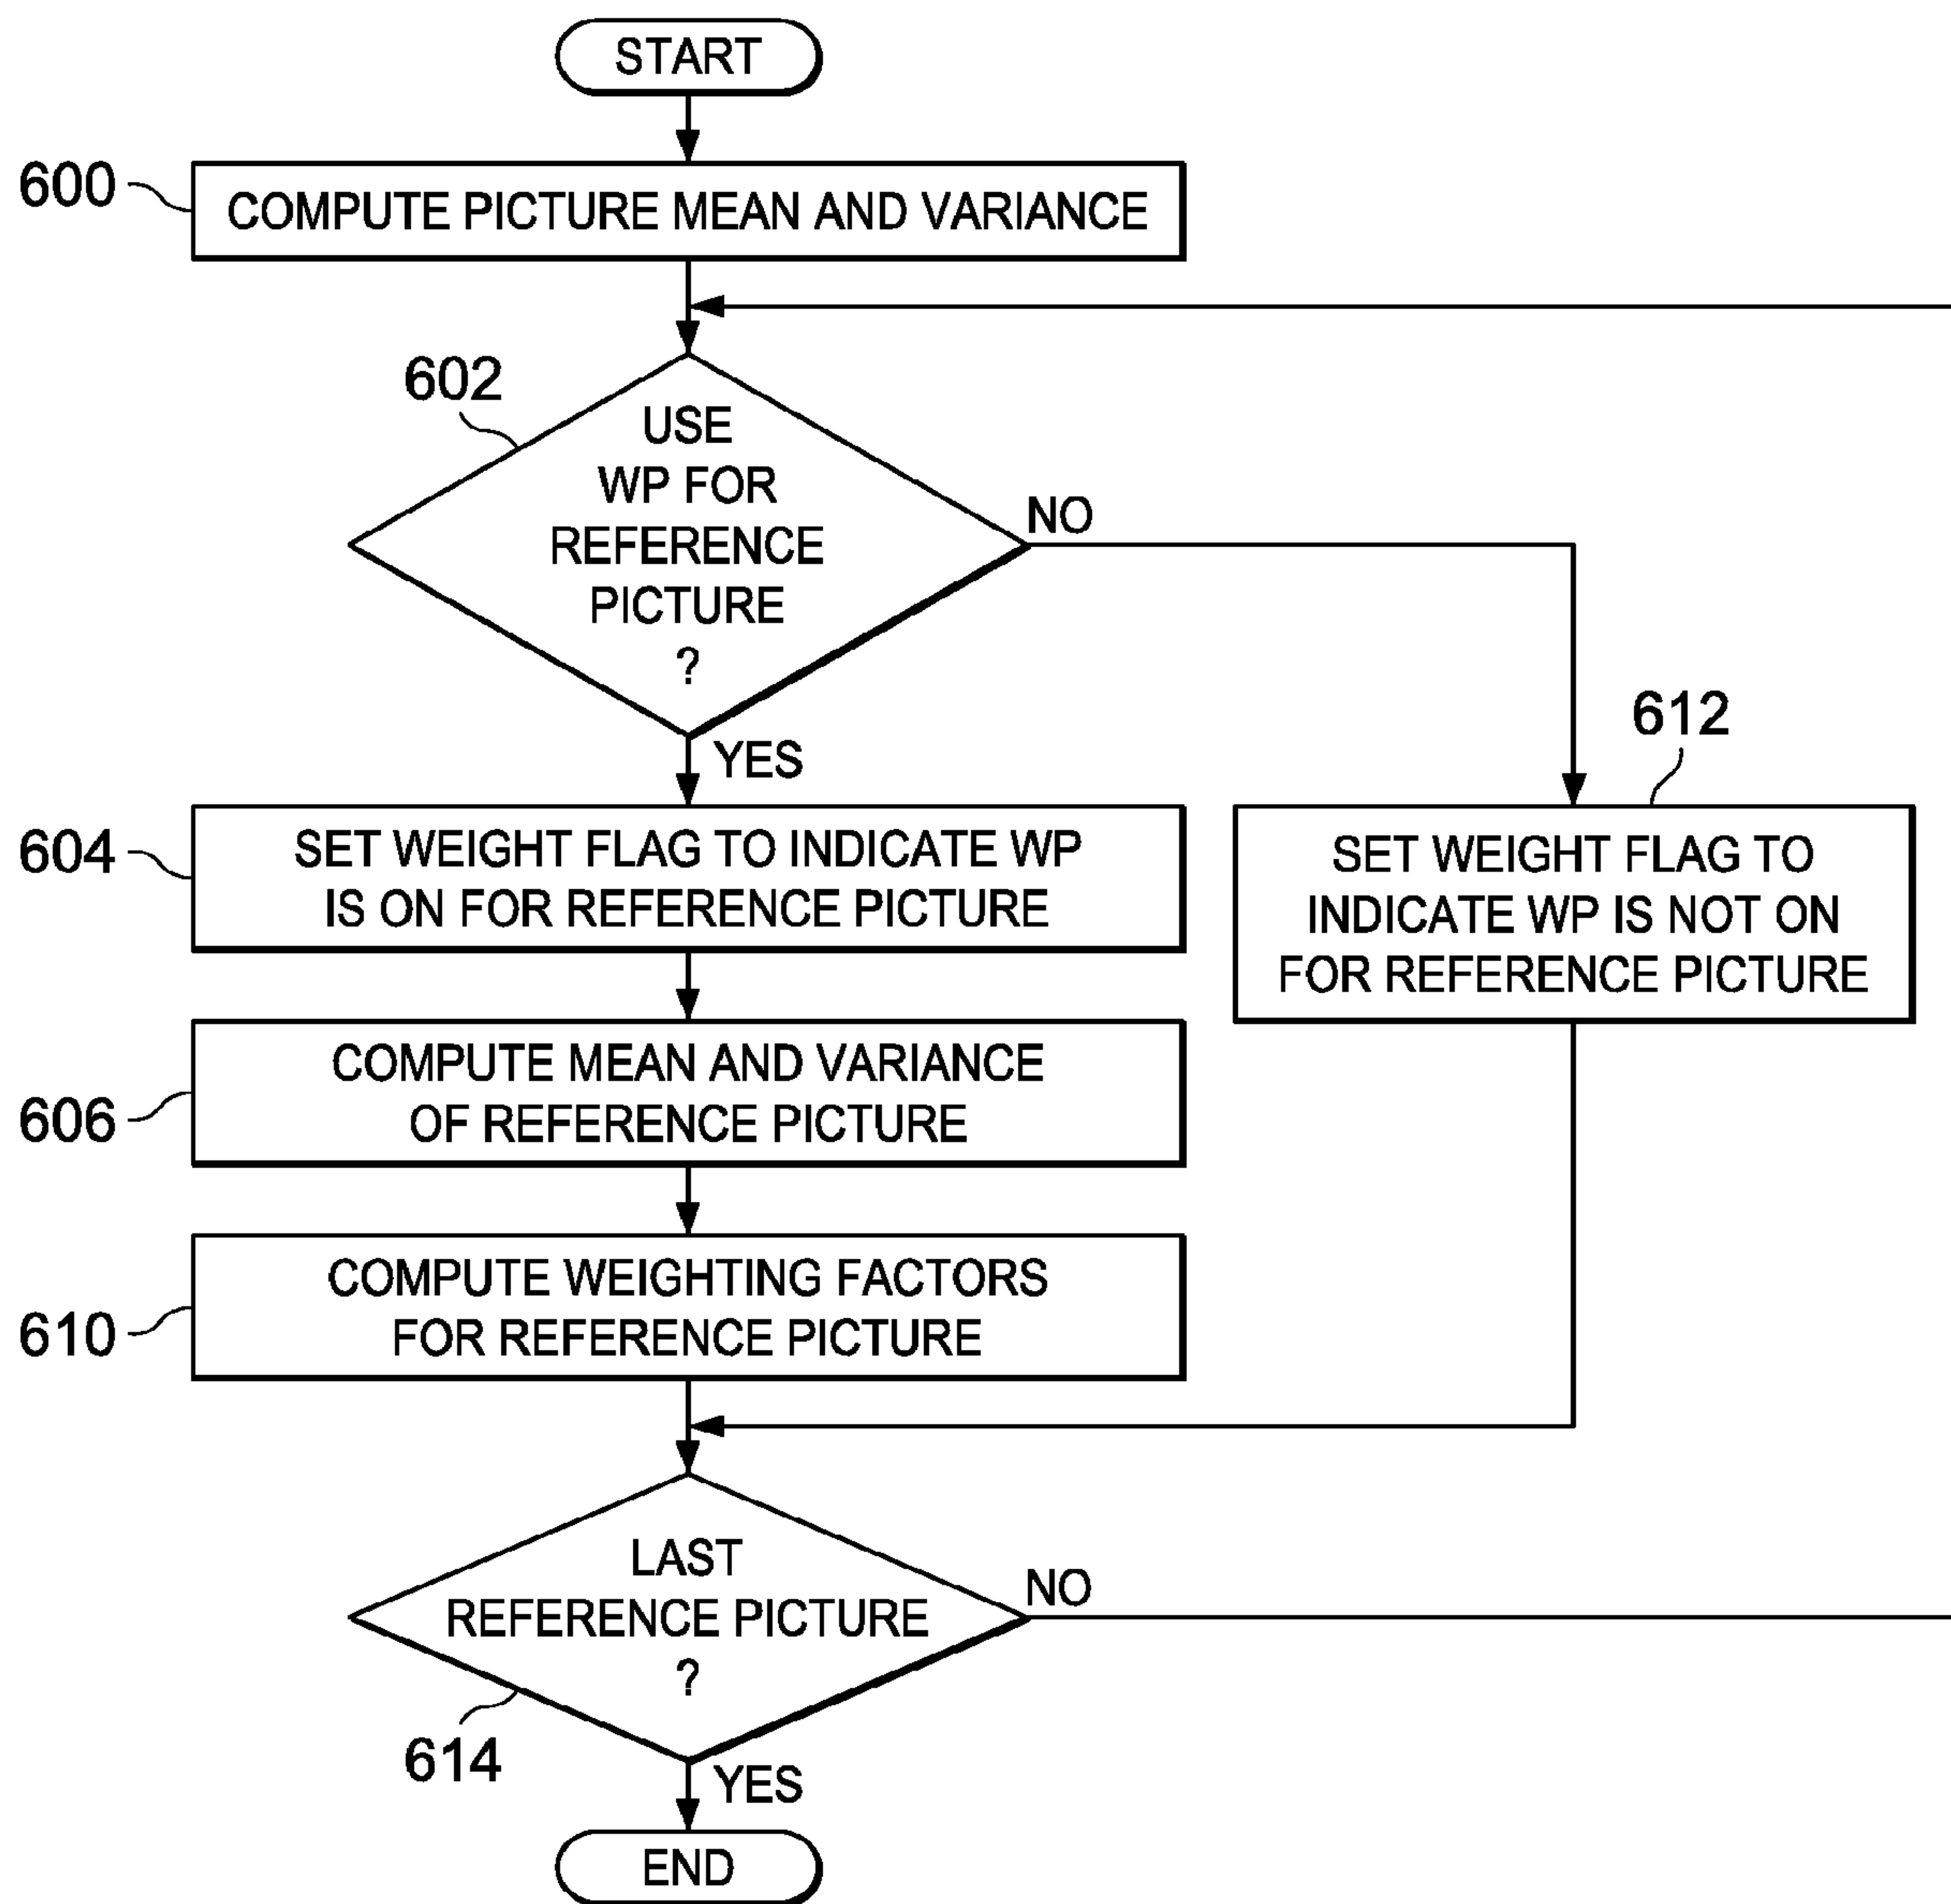 START
600
COMPUTE PICTURE MEAN AND VARIANCE
602
USE
WP FOR
REFERENCE
PICTURE
?
NO
YES
612
604
SET WEIGHT FLAG TO INDICATE WP
IS ON FOR REFERENCE PICTURE
SET WEIGHT FLAG TO
INDICATE WP IS NOT ON
FOR REFERENCE PICTURE
606
COMPUTE MEAN AND VARIANCE
OF REFERENCE PICTURE
610
COMPUTE WEIGHTING FACTORS
FOR REFERENCE PICTURE
LAST
REFERENCE PICTURE
?
NO
614
YES
END